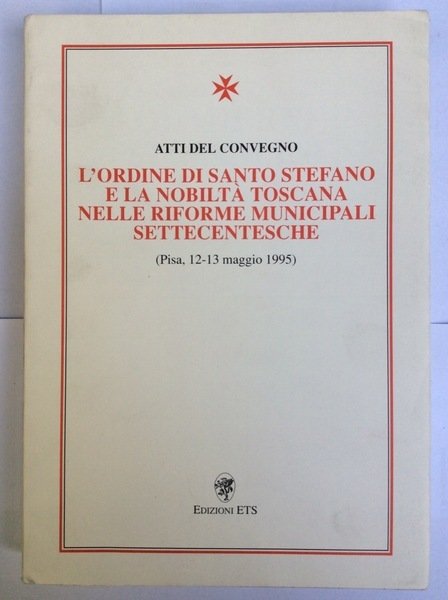 ATTI DEL CONVEGNO
L'ORDINE DI SANTO STEFANO
E LA NOBILTÀ TOSCANA
NELLE RIFORME MUNICIPALI
SETTECENTESCHE
(Pisa, 12-13 maggio 1995)
EDIZIONI ETS